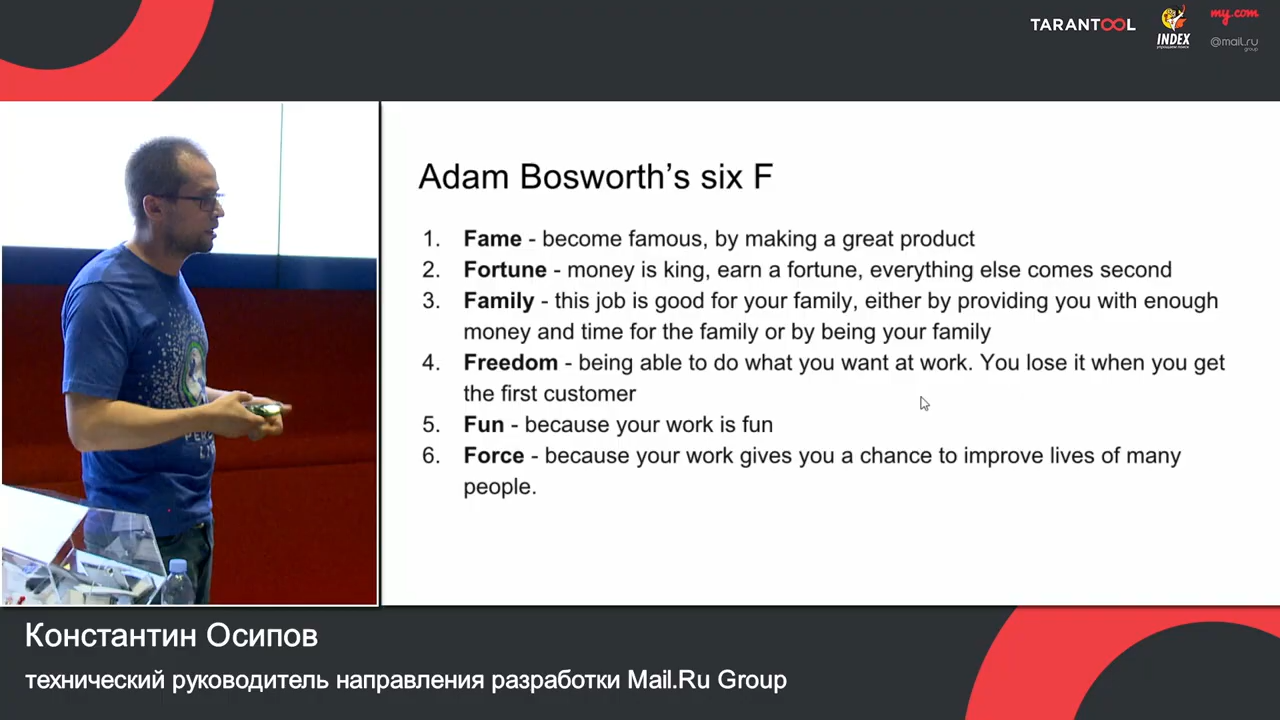 TARANTOOL
INDEX
упрощаем поиск
my.com
@mail.ru
group
Adam Bosworth’s six F
1. Fame - become famous, by making a great product
2. Fortune - money is king, earn a fortune, everything else comes second
3. Family - this job is good for your family, either by providing you with enough
money and time for the family or by being your family
4. Freedom - being able to do what you want at work. You lose it when you get
the first customer
5. Fun - because your work is fun
6. Force - because your work gives you a chance to improve lives of many
people.
Константин Осипов
технический руководитель направления разработки Mail.Ru Group